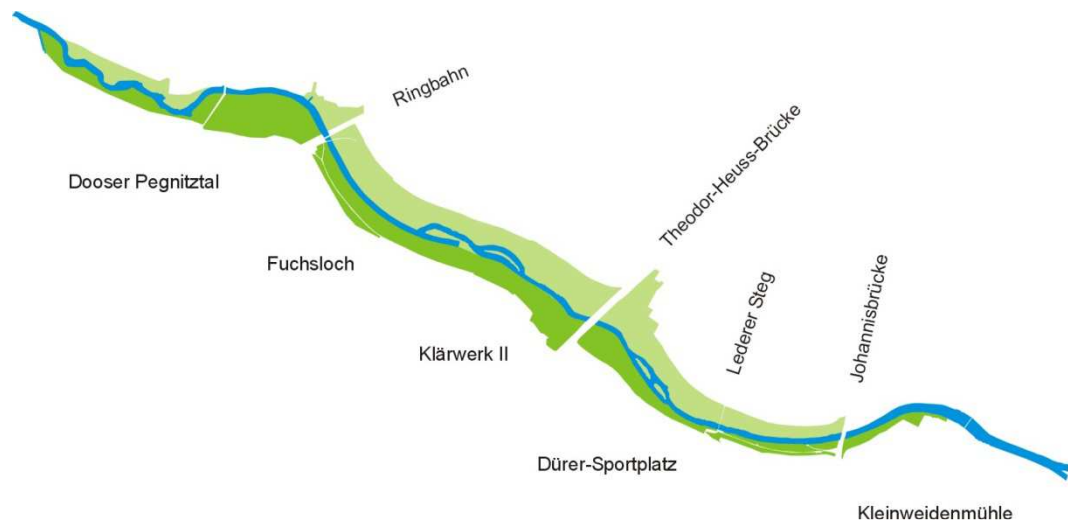 Ringbahn
Theodor-Heuss-Brücke
Dooser Pegnitztal
Fuchsloch
Lederer Steg
Johannisbrücke
Klärwerk II
Dürer-Sportplatz
Kleinweidenmühle